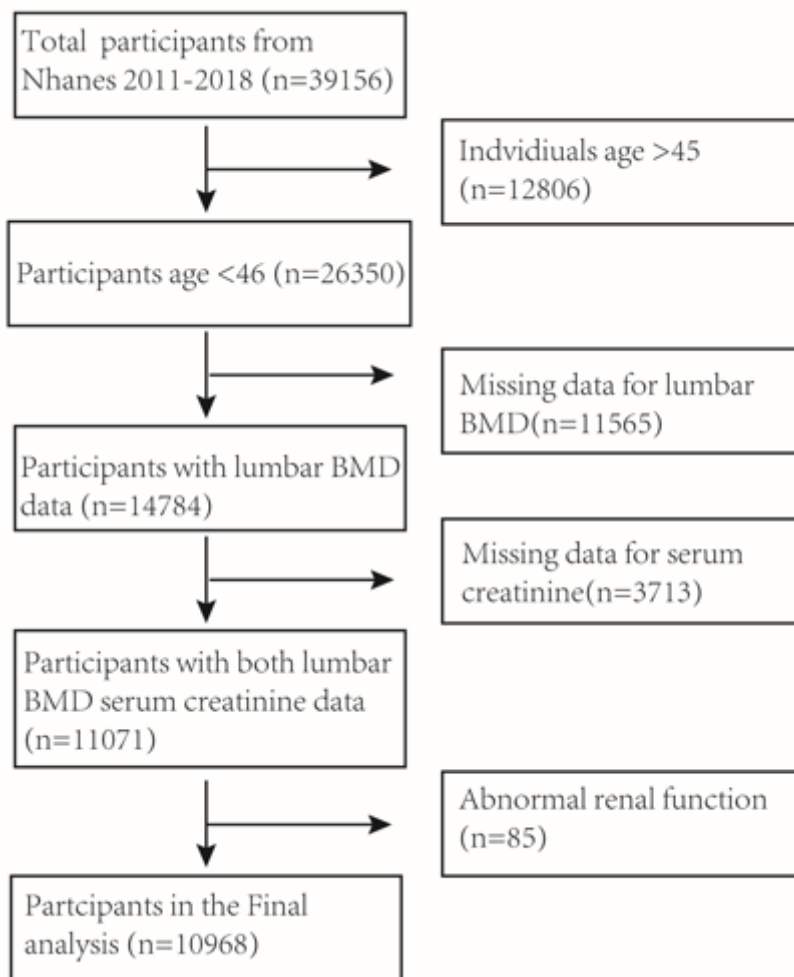 Total participants from
Nhanes 2011-2018 (n=39156)
Indvidiuals age >45
(n=12806)
Participants age <46 (n=26350)
Missing data for lumbar
BMD(n=11565)
Participants with lumbar BMD
data (n=14784)
Missing data for serum
creatinine(n=3713)
Participants with both lumbar
BMD serum creatinine data
(n=11071)
Abnormal renal function
(n=85)
Partcipants in the Final
analysis (n=10968)